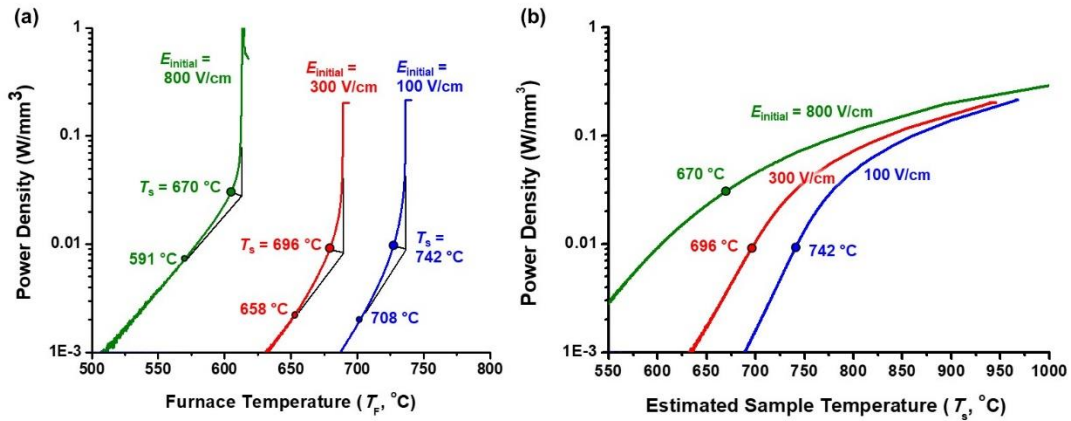 (a)
Power Density (W/mm³)
1
0.1
0.01
1E-3
E_initial =
800 V/cm
E_initial =
300 V/cm
E_initial =
100 V/cm
T_s = 670 °C
591 °C
T_s = 696 °C
658 °C
T_s =
742 °C
708 °C
500 550 600 650 700 750 800
Furnace Temperature (T_F, °C)
(b)
Power Density (W/mm³)
1
0.1
0.01
1E-3
E_initial = 800 V/cm
670 °C
300 V/cm
100 V/cm
696 °C
742 °C
550 600 650 700 750 800 850 900 950 1000
Estimated Sample Temperature (T_s, °C)